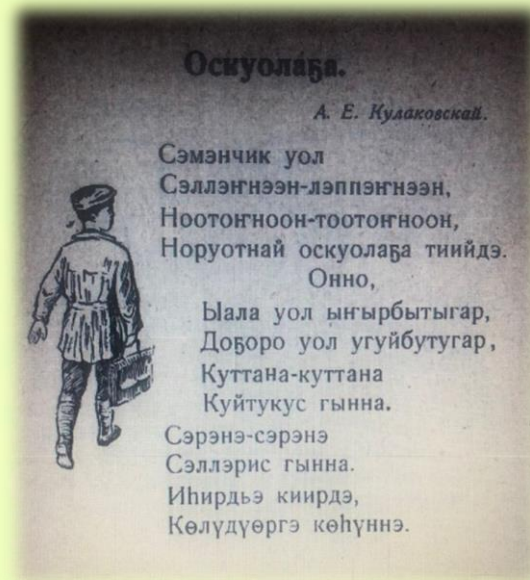 Оскуолаҕа.
А. Е. Кулаковскай.
Сэмэнчик уол
Сэллэҥнээн-лэппэҥнээн,
Ноотоҥноон-тоотоҥноон,
Норуотнай оскуолаҕа тиийдэ.
Онно,
Ыала уол ыҥырбытыгар,
Доҕоро уол угуйбутугар,
Куттана-куттана
Куйтукус гынна.
Сэрэнэ-сэрэнэ
Сэллэрис гынна.
Иһирдьэ киирдэ,
Көлүдүөргэ көһүннэ.